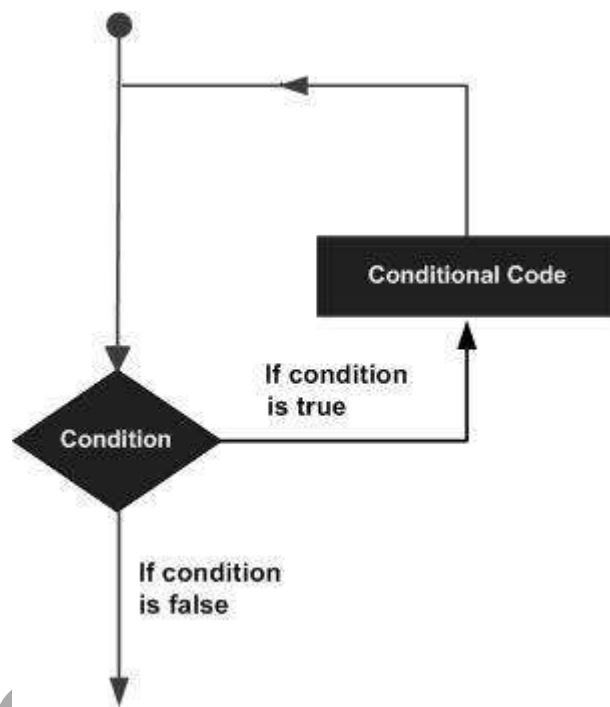 Conditional Code
If condition
is true
Condition
If condition
is false